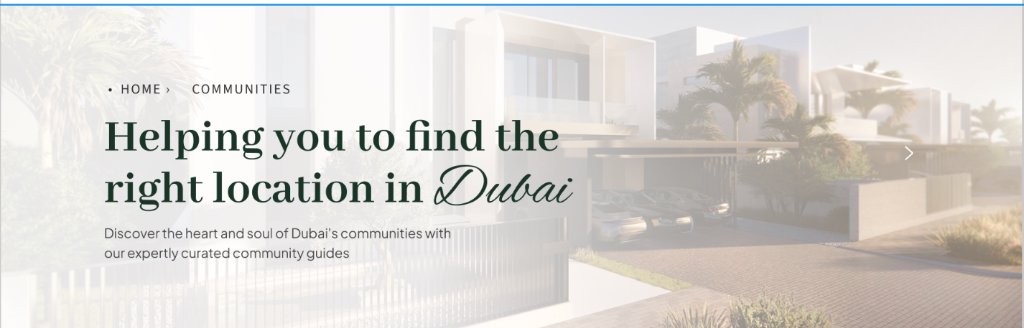 • HOME › COMMUNITIES
Helping you to find the
right location in Dubai
Discover the heart and soul of Dubai's communities with
our expertly curated community guides